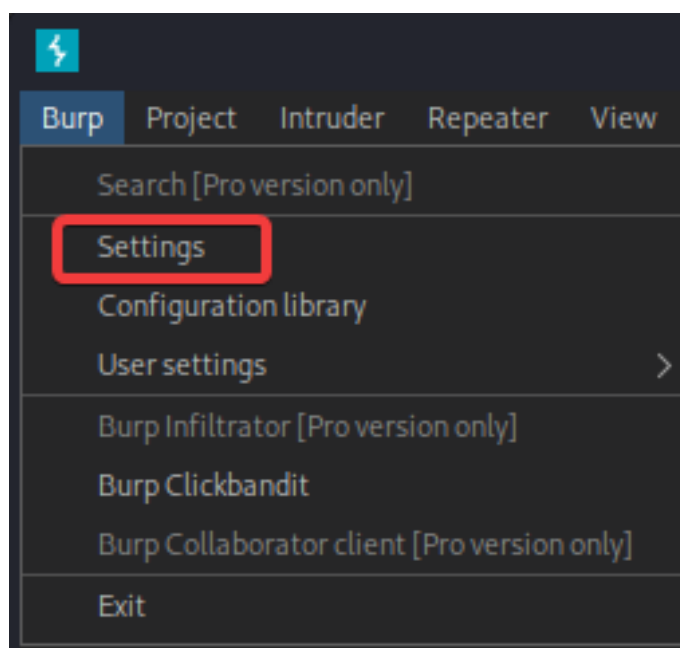 Burp Project Intruder Repeater View
Search [Pro version only]
Settings
Configuration library
User settings
Burp Infiltrator [Pro version only]
Burp Clickbandit
Burp Collaborator client [Pro version only]
Exit